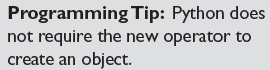 Programming Tip: Python does
not require the new operator to
create an object.